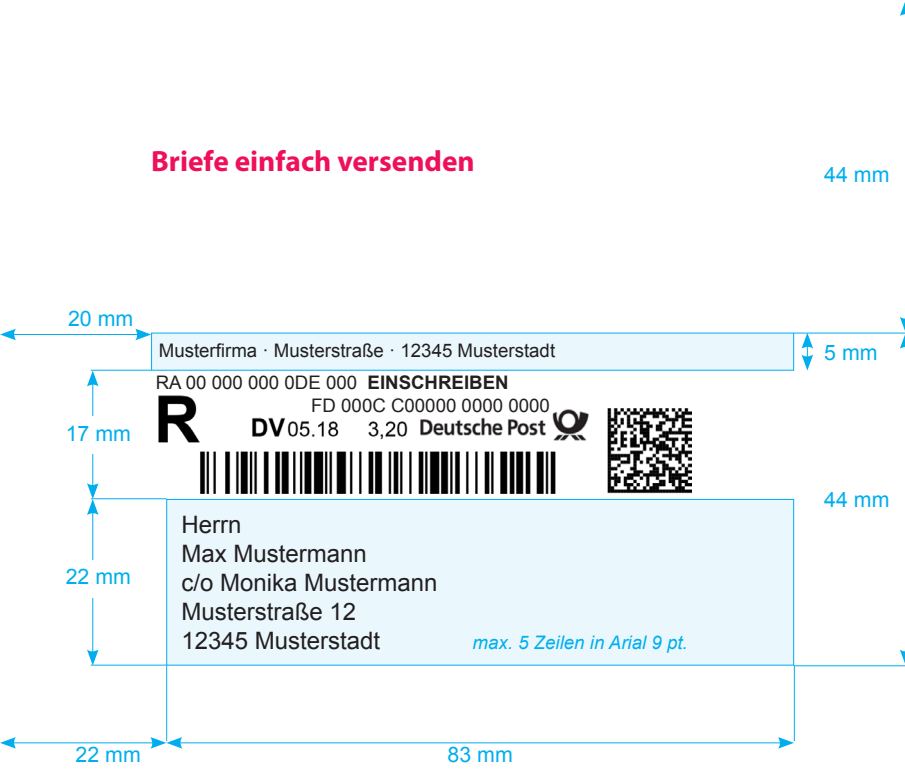 Briefe einfach versenden
44 mm
20 mm
Musterfirma · Musterstraße · 12345 Musterstadt
5 mm
RA 00 000 000 0DE 000 EINSCHREIBEN
R
FD 000C C00000 0000 0000
DV 05.18 3,20 Deutsche Post
17 mm
44 mm
Herrn
Max Mustermann
c/o Monika Mustermann
Musterstraße 12
12345 Musterstadt
max. 5 Zeilen in Arial 9 pt.
22 mm
22 mm
83 mm